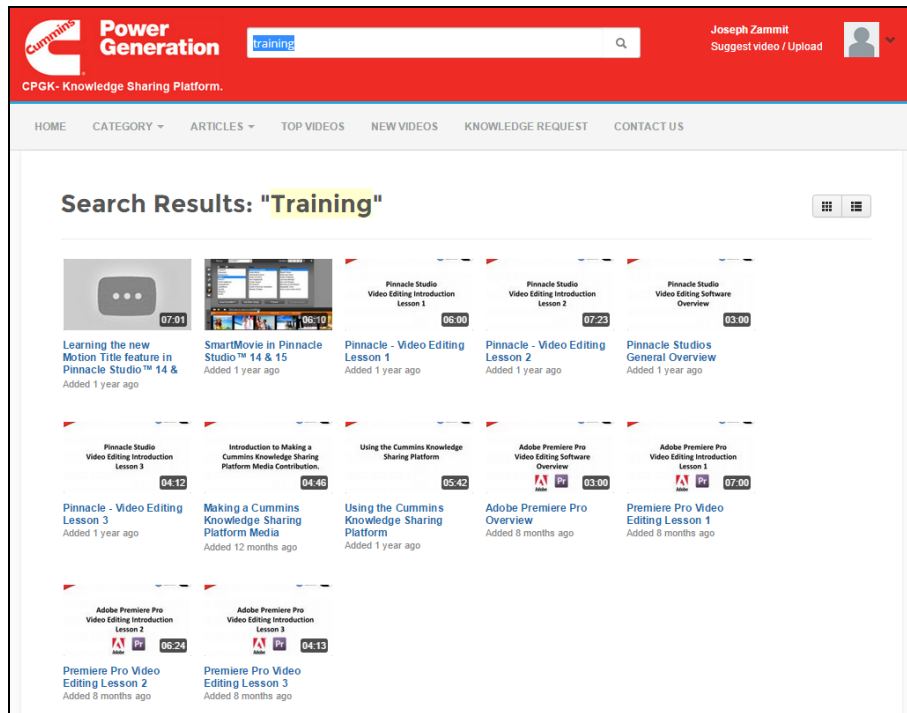 Cummins
Power
Generation
training
Joseph Zammit
Suggest video / Upload
CPGK- Knowledge Sharing Platform.
HOME CATEGORY ARTICLES TOP VIDEOS NEW VIDEOS KNOWLEDGE REQUEST CONTACT US
Search Results: "Training"
07:01
06:10
Pinnacle Studio
Video Editing Introduction
Lesson 1
06:00
Pinnacle Studio
Video Editing Introduction
Lesson 2
07:23
Pinnacle Studio
Video Editing Software
Overview
03:00
Learning the new
Motion Title feature in
Pinnacle Studio™ 14 &
Added 1 year ago
SmartMovie in Pinnacle
Studio™ 14 & 15
Added 1 year ago
Pinnacle - Video Editing
Lesson 1
Added 1 year ago
Pinnacle - Video Editing
Lesson 2
Added 1 year ago
Pinnacle Studios
General Overview
Added 1 year ago
Pinnacle Studio
Video Editing Introduction
Lesson 3
04:12
Introduction to Making a
Cummins Knowledge Sharing
Platform Media Contribution.
04:46
Using the Cummins Knowledge
Sharing Platform
05:42
Adobe Premiere Pro
Video Editing Software
Overview
Adobe
Pr
03:00
Adobe Premiere Pro
Video Editing Introduction
Lesson 1
Adobe
Pr
07:00
Pinnacle - Video Editing
Lesson 3
Added 1 year ago
Making a Cummins
Knowledge Sharing
Platform Media
Added 12 months ago
Using the Cummins
Knowledge Sharing
Platform
Added 1 year ago
Adobe Premiere Pro
Overview
Added 8 months ago
Premiere Pro Video
Editing Lesson 1
Added 8 months ago
Adobe Premiere Pro
Video Editing Introduction
Lesson 2
Adobe
Pr
06:24
Adobe Premiere Pro
Video Editing Introduction
Lesson 3
Adobe
Pr
04:13
Premiere Pro Video
Editing Lesson 2
Added 8 months ago
Premiere Pro Video
Editing Lesson 3
Added 8 months ago